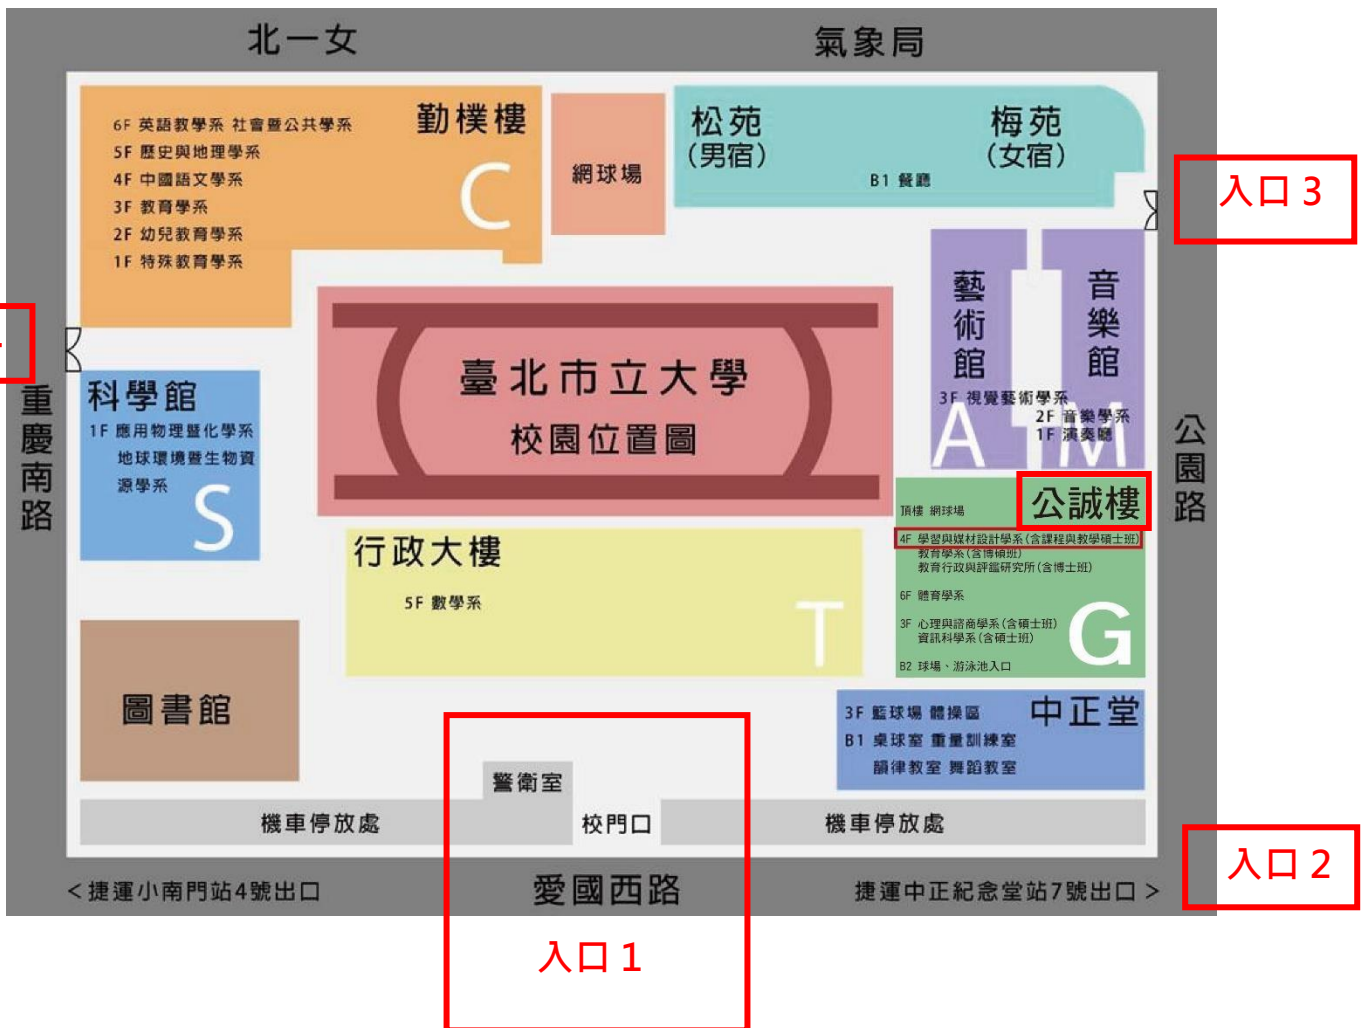 北一女
氣象局
勤樸樓
6F 英語教學系 社會暨公共學系
5F 歷史與地理學系
4F 中國語文學系
3F 教育學系
2F 幼兒教育學系
1F 特殊教育學系
C
網球場
松苑
(男宿)
梅苑
(女宿)
B1 餐廳
入口 3
藝術館
音樂館
3F 視覺藝術學系
2F 音樂學系
1F 演奏廳
A
M
臺北市立大學
校園位置圖
重慶南路
公園路
科學館
1F 應用物理暨化學系
地球環境暨生物資
源學系
S
公誠樓
頂樓 網球場
4F 學習與媒材設計學系(含課程與教學碩士班)
教育學系(含博碩班)
教育行政與評鑑研究所(含博士班)
6F 體育學系
3F 心理與諮商學系(含碩士班)
資訊科學系(含碩士班)
B2 球場、游泳池入口
G
行政大樓
5F 數學系
T
圖書館
中正堂
3F 籃球場 體操區
B1 桌球室 重量訓練室
韻律教室 舞蹈教室
警衛室
機車停放處
校門口
機車停放處
入口 2
<捷運小南門站4號出口
愛國西路
捷運中正紀念堂站7號出口>
入口 1